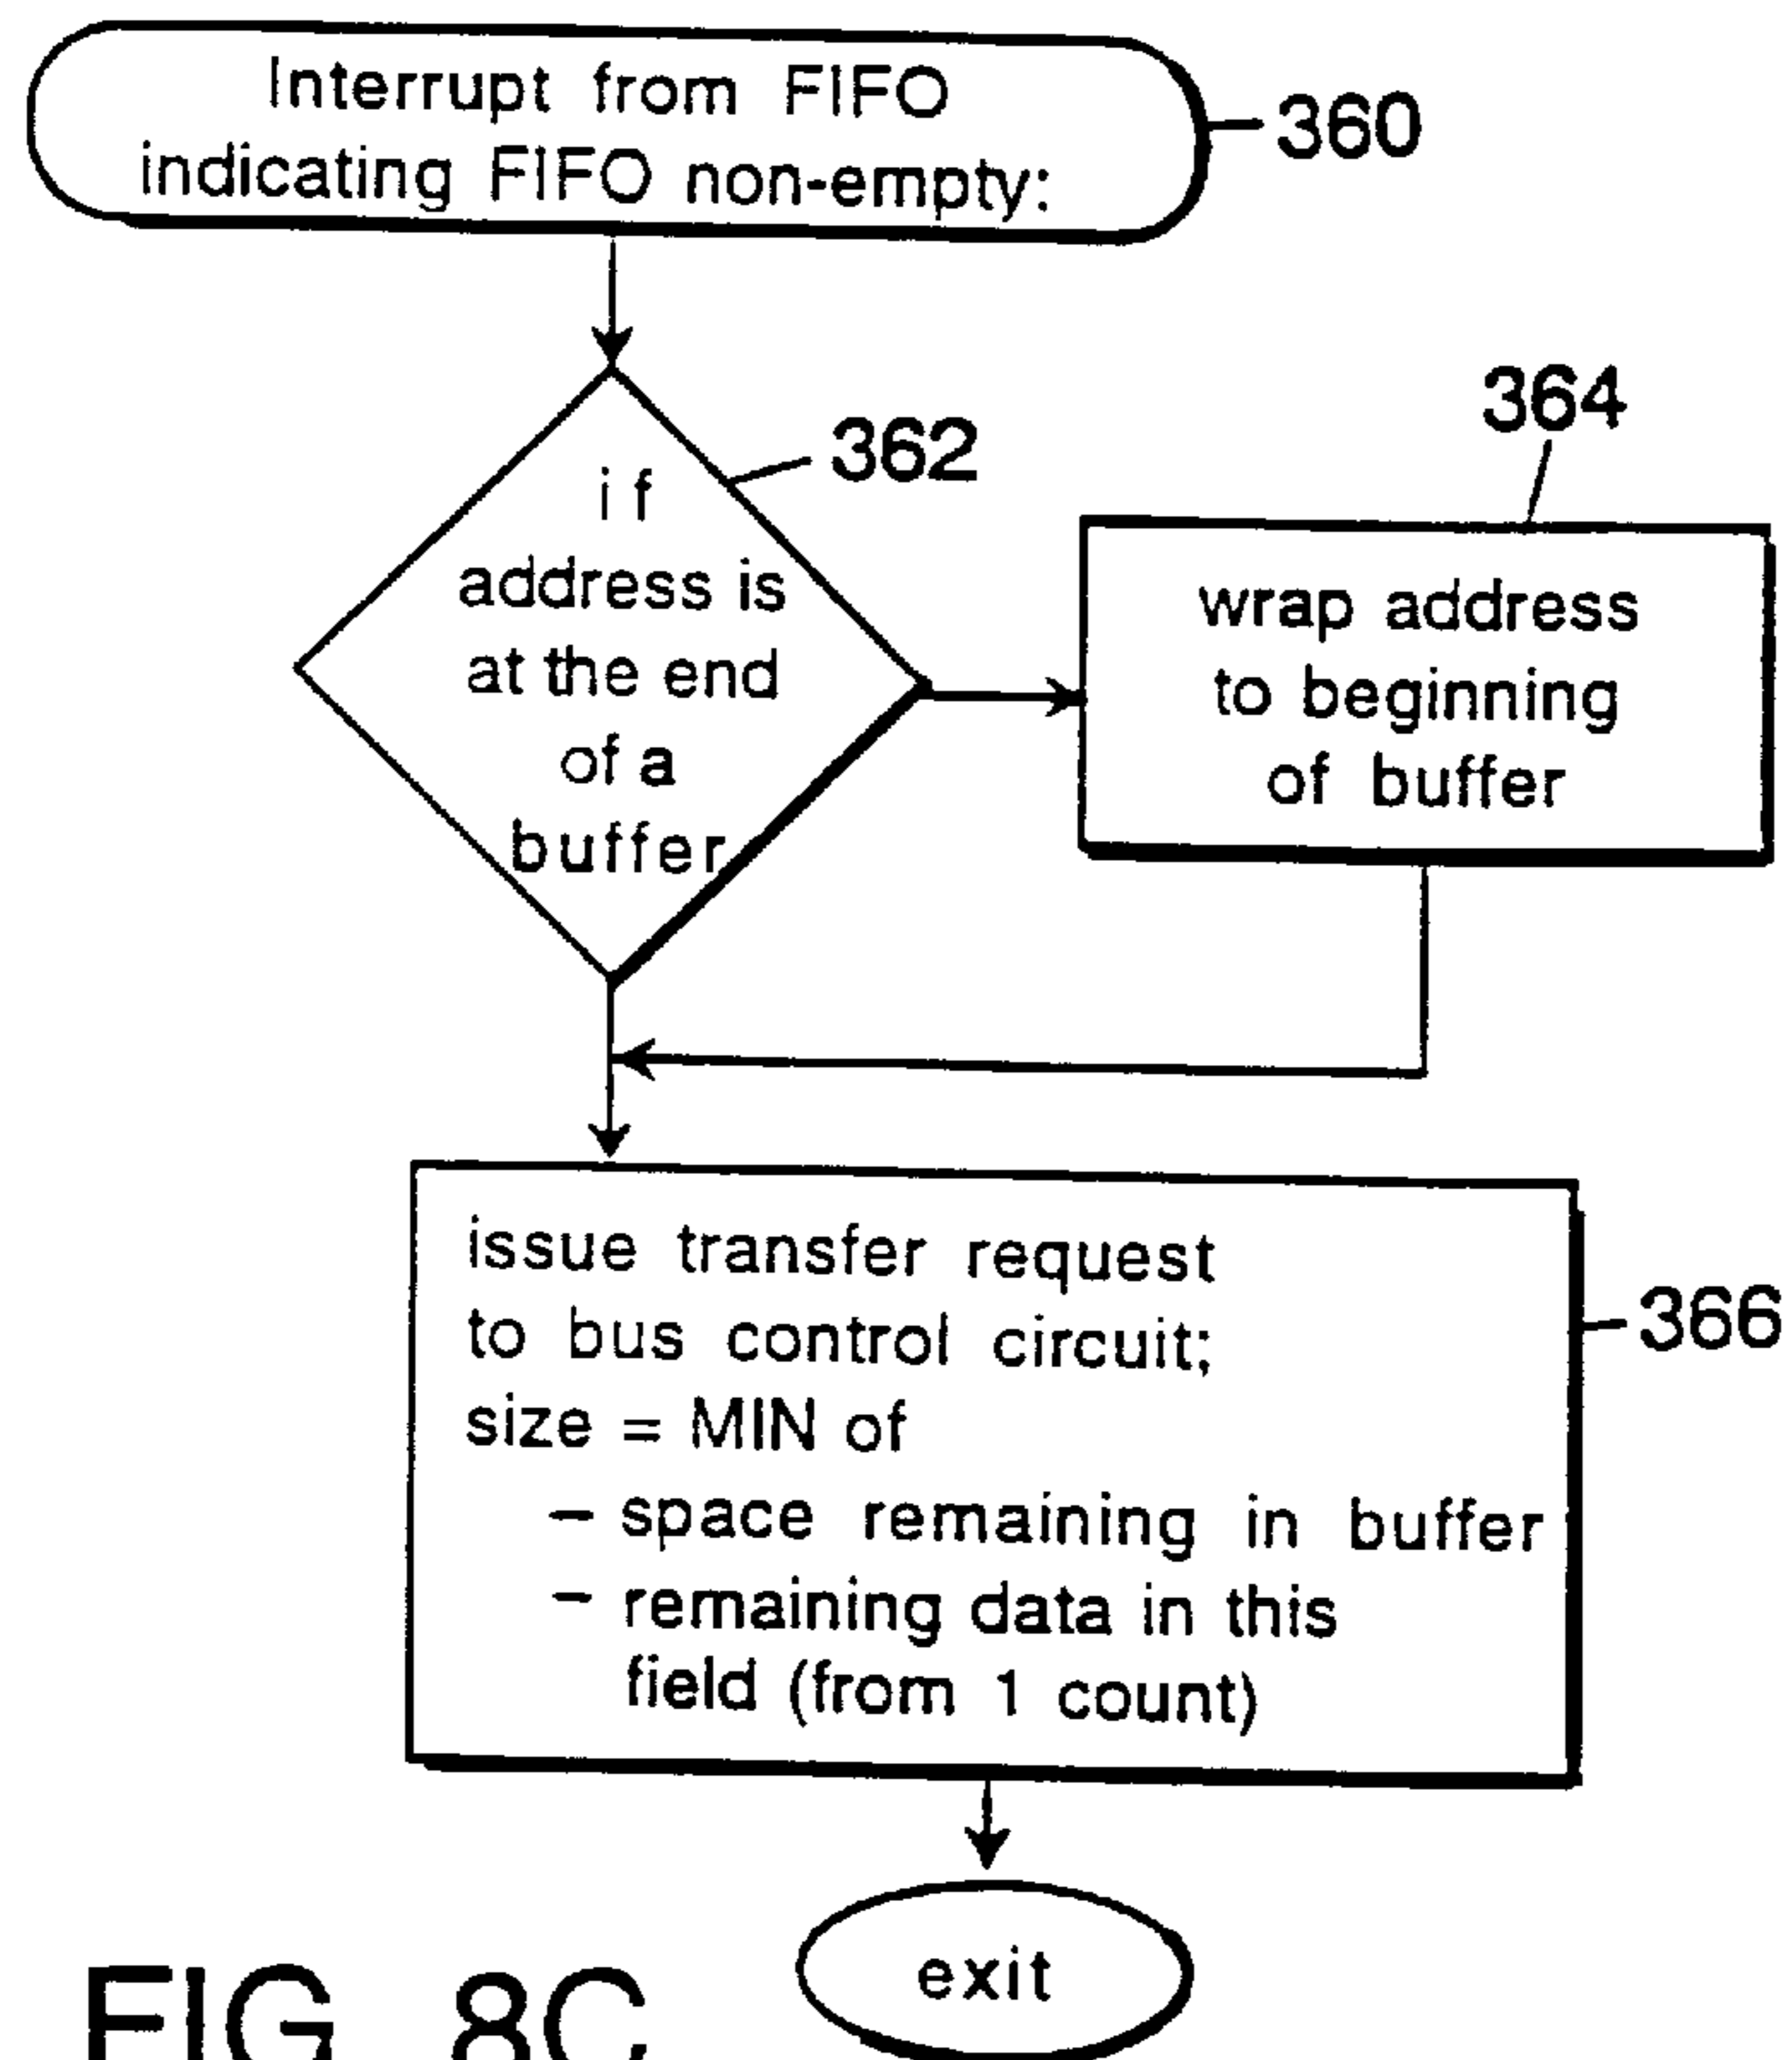 Interrupt from FIFO
indicating FIFO non-empty:
360
if
address is
at the end
of a
buffer
362
364
wrap address
to beginning
of buffer
issue transfer request
to bus control circuit;
size = MIN of
– space remaining in buffer
– remaining data in this
field (from 1 count)
366
exit
FIG 8C